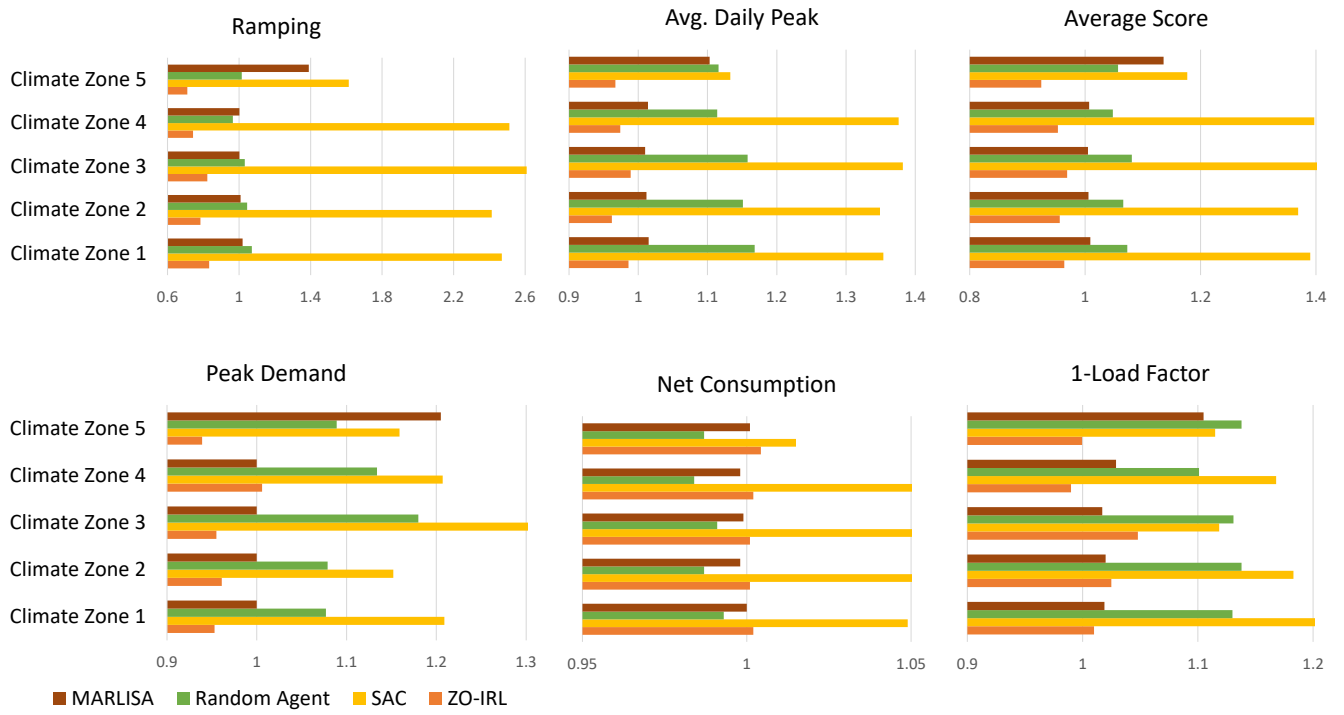 Ramping
Avg. Daily Peak
Average Score
Climate Zone 5
Climate Zone 4
Climate Zone 3
Climate Zone 2
Climate Zone 1
0.6 1 1.4 1.8 2.2 2.6
0.9 1 1.1 1.2 1.3 1.4
0.8 1 1.2 1.4
Peak Demand
Net Consumption
1-Load Factor
Climate Zone 5
Climate Zone 4
Climate Zone 3
Climate Zone 2
Climate Zone 1
0.9 1 1.1 1.2 1.3
0.95 1 1.05
0.9 1 1.1 1.2
MARLISA Random Agent SAC ZO-IRL